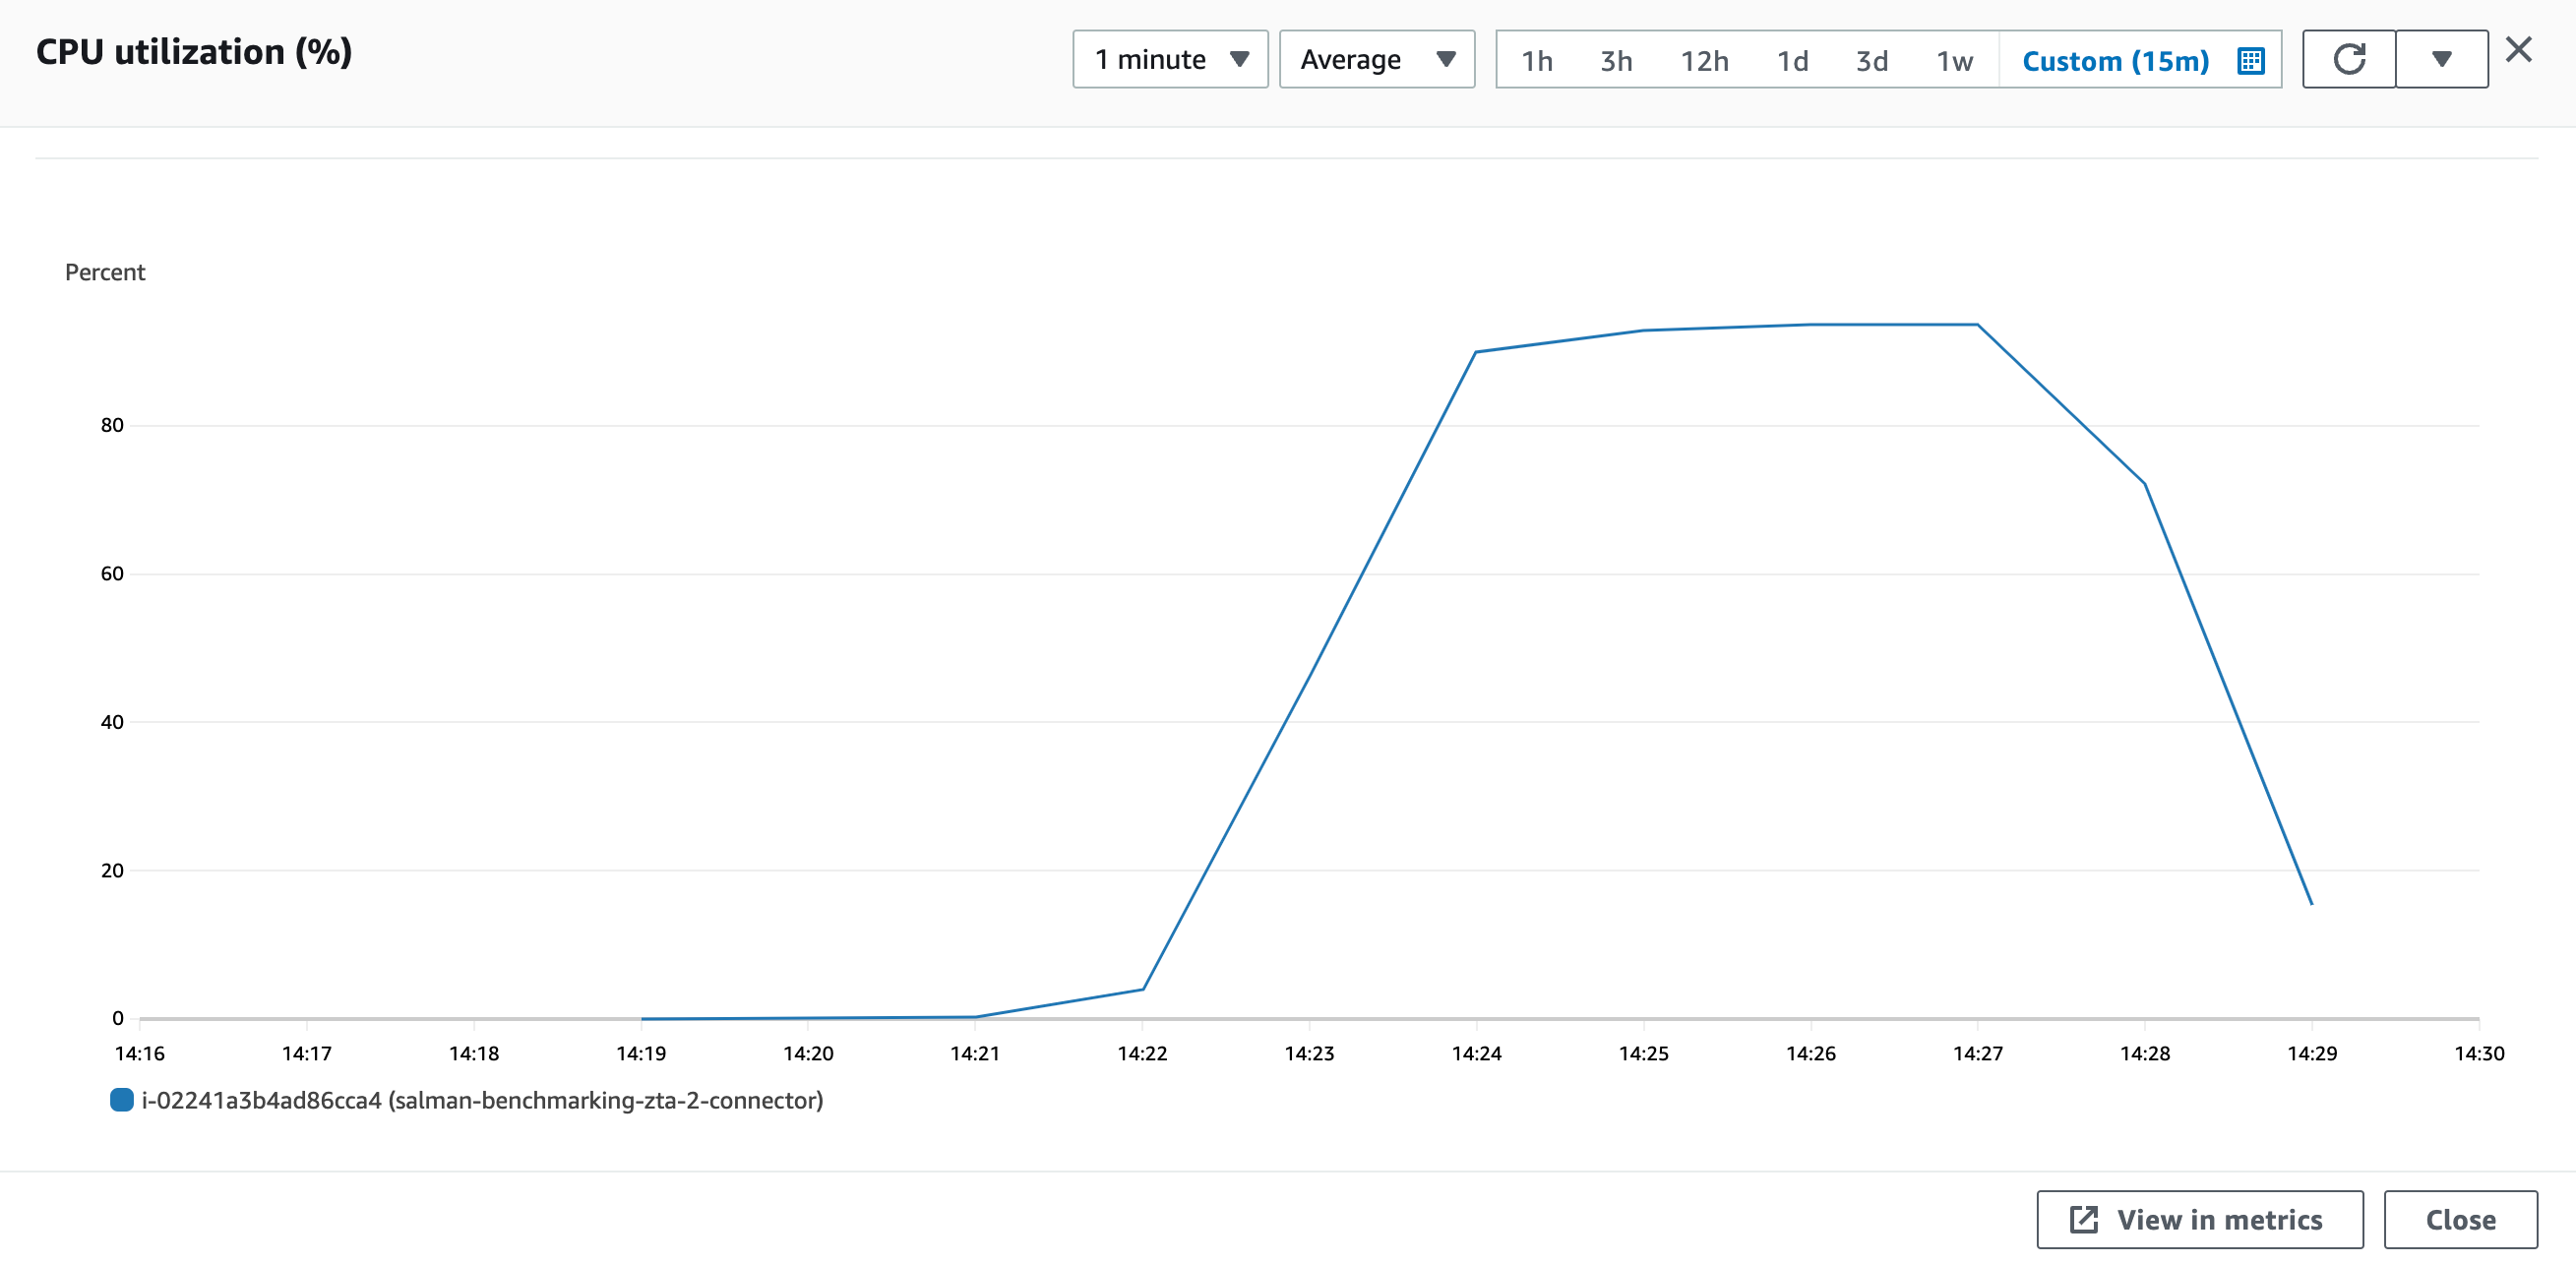 CPU utilization (%)
1 minute
Average
1h 3h 12h 1d 3d 1w Custom (15m)
Percent
80
60
40
20
0
14:16 14:17 14:18 14:19 14:20 14:21 14:22 14:23 14:24 14:25 14:26 14:27 14:28 14:29 14:30
i-02241a3b4ad86cca4 (salman-benchmarking-zta-2-connector)
View in metrics
Close